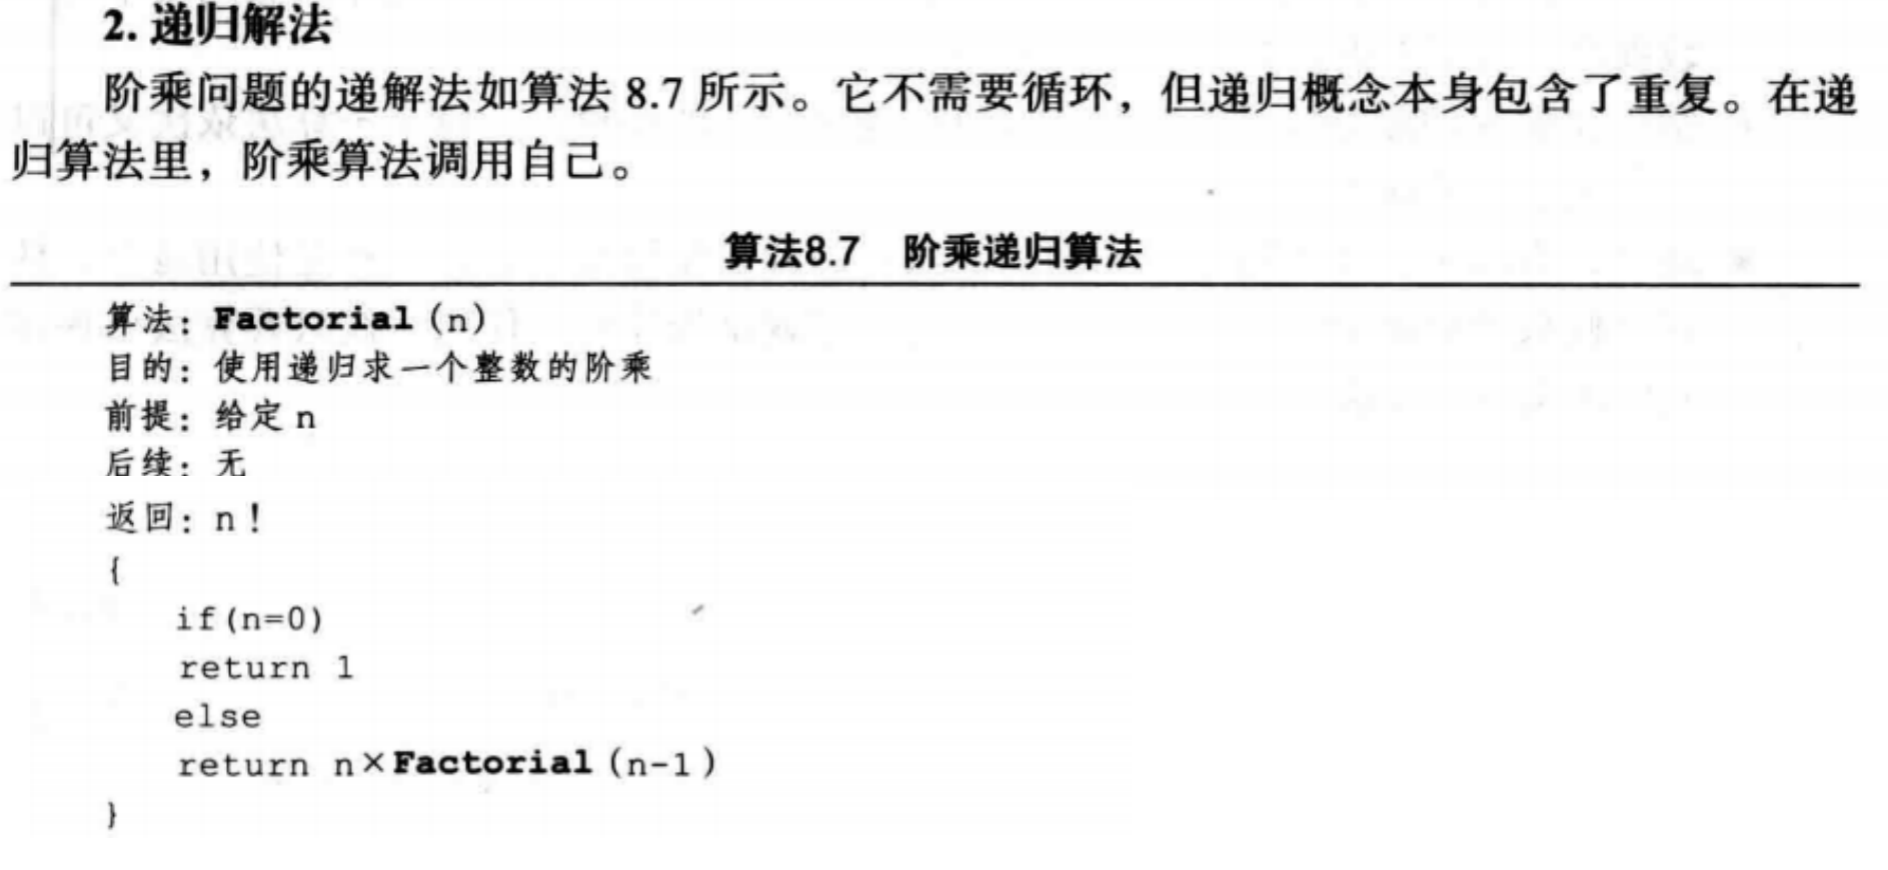 2. 递归解法
阶乘问题的递解法如算法 8.7 所示。它不需要循环，但递归概念本身包含了重复。在递
归算法里，阶乘算法调用自己。
算法8.7 阶乘递归算法
算法：Factorial(n)
目的：使用递归求一个整数的阶乘
前提：给定 n
后续：无
返回：n！
{
if(n=0)
return 1
else
return n×Factorial(n-1)
}